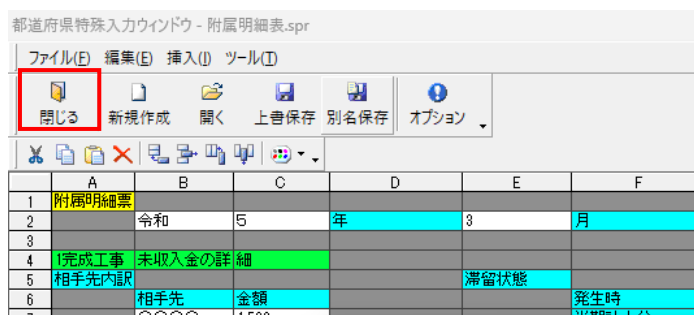 都道府県特殊入力ウィンドウ - 附属明細表.spr
ファイル(F) 編集(E) 挿入(I) ツール(T)
閉じる 新規作成 開く 上書保存 別名保存 オプション
A B C D E F
1 附属明細票
2 令和 5 年 3 月
3
4 1完成工事 未収入金の詳 細
5 相手先内訳 滞留状態
6 相手先 金額 発生時